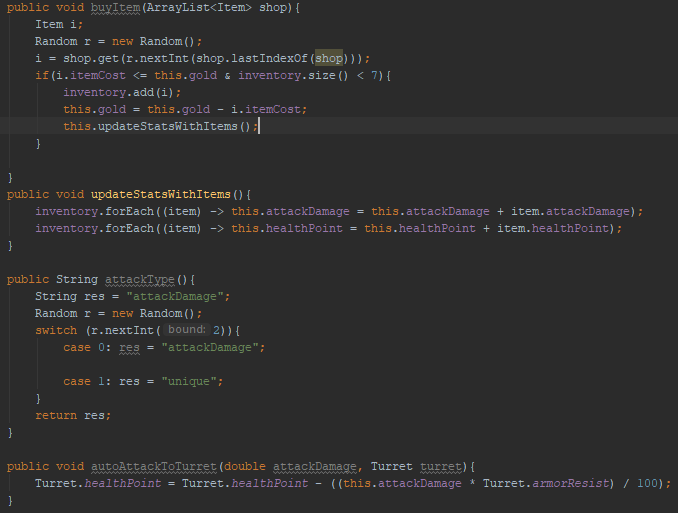 public void buyItem(ArrayList<Item> shop){
    Item i;
    Random r = new Random();
    i = shop.get(r.nextInt(shop.lastIndexOf(shop)));
    if(i.itemCost <= this.gold & inventory.size() < 7){
        inventory.add(i);
        this.gold = this.gold - i.itemCost;
        this.updateStatsWithItems();
    }

}
public void updateStatsWithItems(){
    inventory.forEach((item) -> this.attackDamage = this.attackDamage + item.attackDamage);
    inventory.forEach((item) -> this.healthPoint = this.healthPoint + item.healthPoint);
}

public String attackType(){
    String res = "attackDamage";
    Random r = new Random();
    switch (r.nextInt( bound: 2)){
        case 0: res = "attackDamage";

        case 1: res = "unique";
    }
    return res;
}

public void autoAttackToTurret(double attackDamage, Turret turret){
    Turret.healthPoint = Turret.healthPoint - ((this.attackDamage * Turret.armorResist) / 100);
}